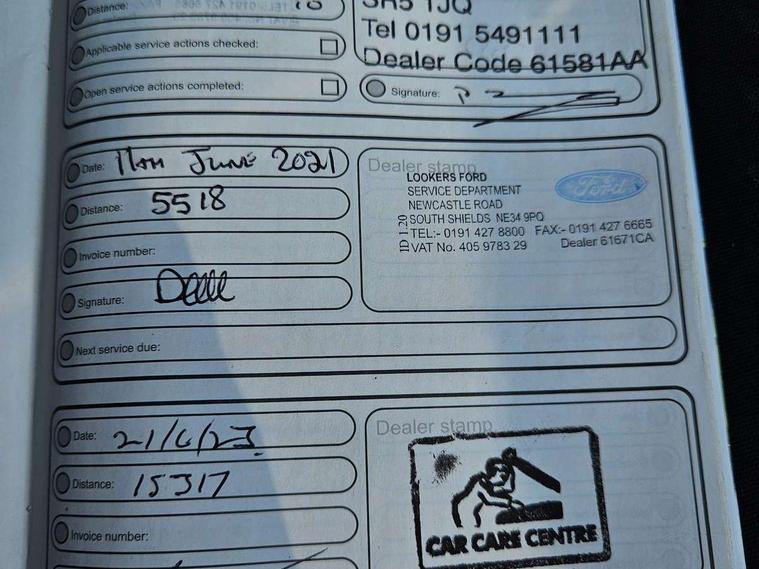 Distance:
SR5 1JQ
Tel 0191 5491111
Applicable service actions checked:
Dealer Code 61581AA
Open service actions completed:
Signature:
Date: 11th June 2021
Dealer stamp
LOOKERS FORD
SERVICE DEPARTMENT
NEWCASTLE ROAD
SOUTH SHIELDS NE34 9PQ
TEL:- 0191 427 8800 FAX:- 0191 427 6665
VAT No. 405 9783 29 Dealer 61671CA
ID 1.20
Ford
Distance: 5518
Invoice number:
Signature:
Next service due:
Date: 21/6/23
Dealer stamp
Distance: 15317
Invoice number:
CAR CARE CENTRE